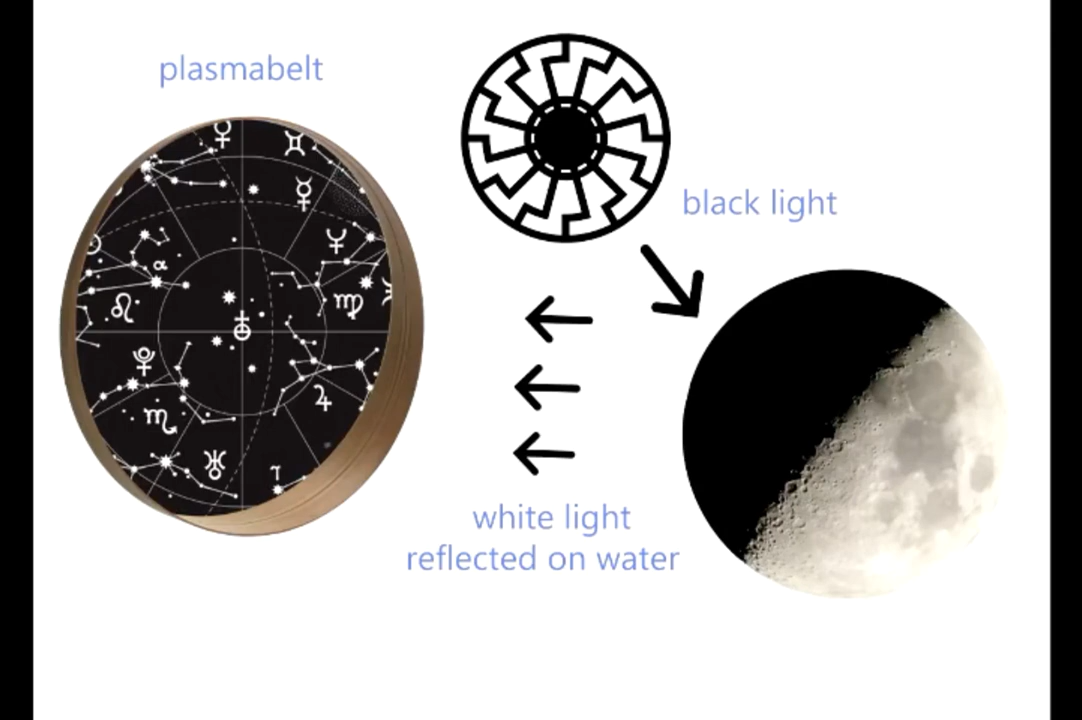 plasmabelt
black light
white light
reflected on water